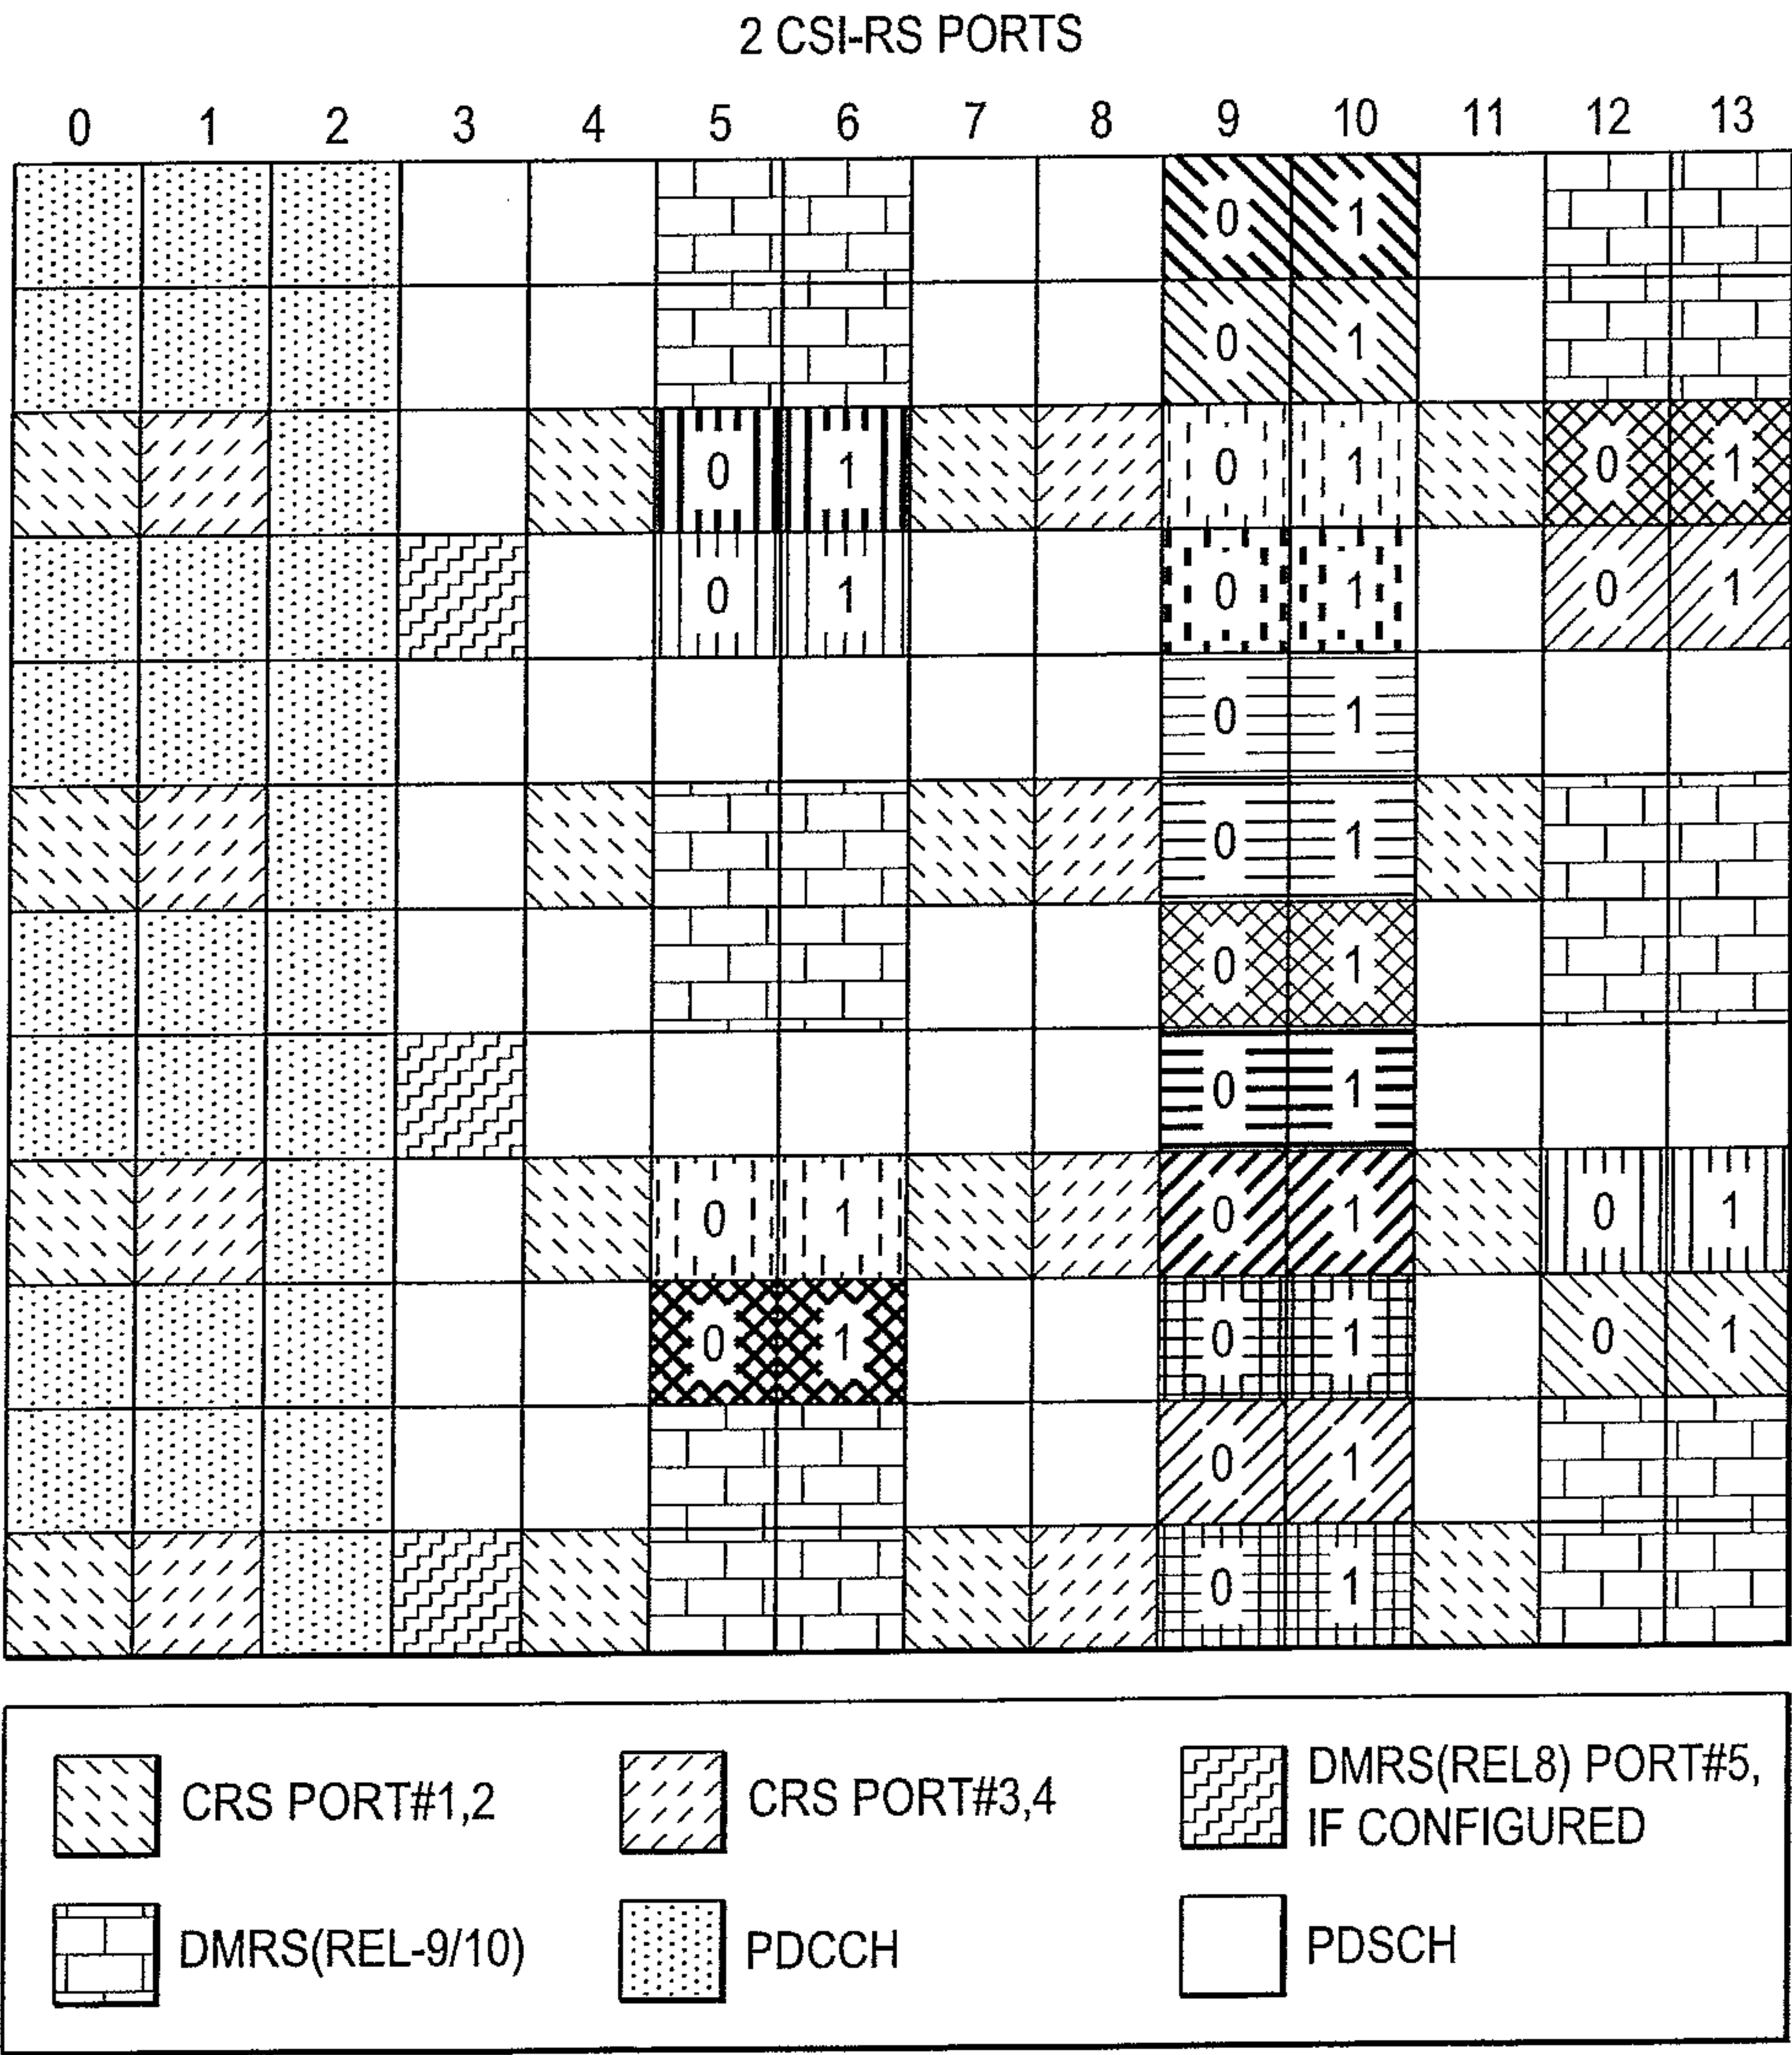 2 CSI-RS PORTS
0 1 2 3 4 5 6 7 8 9 10 11 12 13
0 1
0 1
0 1 0 1 0 1
0 1 0 1 0 1
0 1
0 1
0 1
0 1
0 1 0 1 0 1
0 1 0 1 0 1
0 1
0 1
CRS PORT#1,2
CRS PORT#3,4
DMRS(REL8) PORT#5,
IF CONFIGURED
DMRS(REL-9/10)
PDCCH
PDSCH